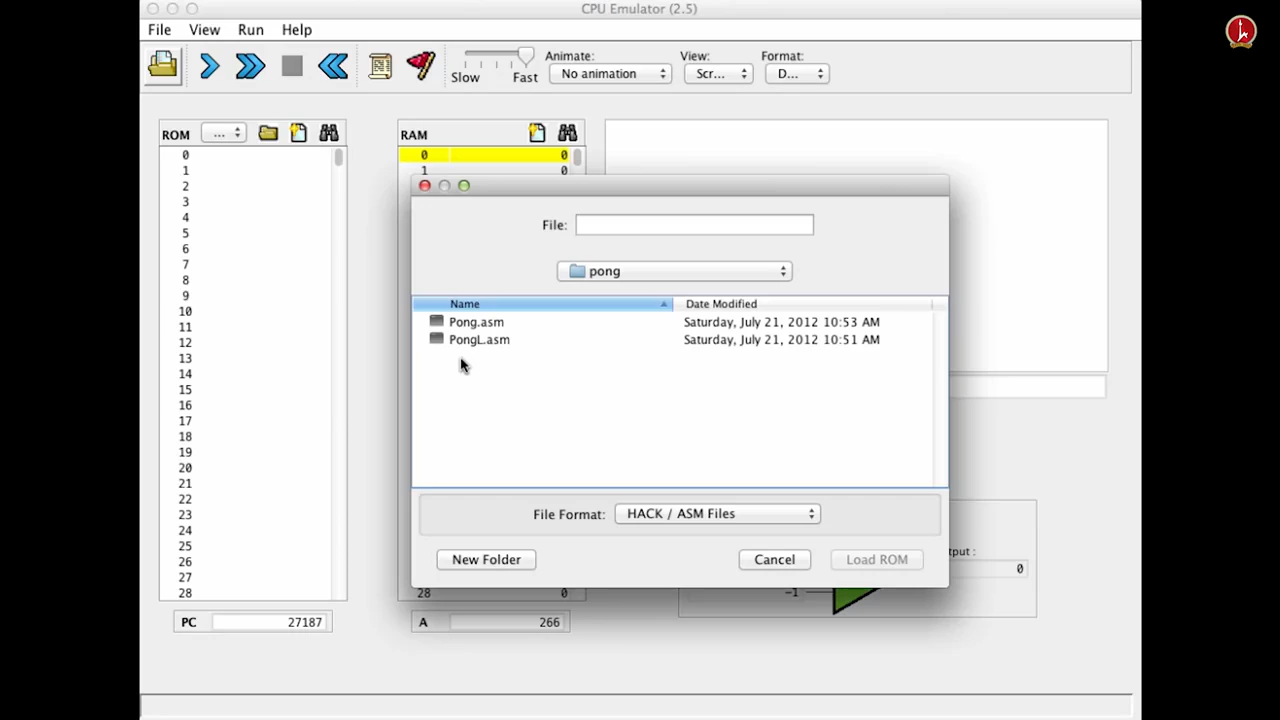 CPU Emulator (2.5)
File View Run Help
Slow Fast
Animate:
No animation
View:
Scr...
Format:
D...
ROM ...
RAM
0
1
2
3
4
5
6
7
8
9
10
11
12
13
14
15
16
17
18
19
20
21
22
23
24
25
26
27
28
0 0
1 0
File:
pong
Name Date Modified
Pong.asm Saturday, July 21, 2012 10:53 AM
PongL.asm Saturday, July 21, 2012 10:51 AM
File Format: HACK / ASM Files
New Folder Cancel Load ROM
28 0
tput :
0
-1
PC 27187
A 266